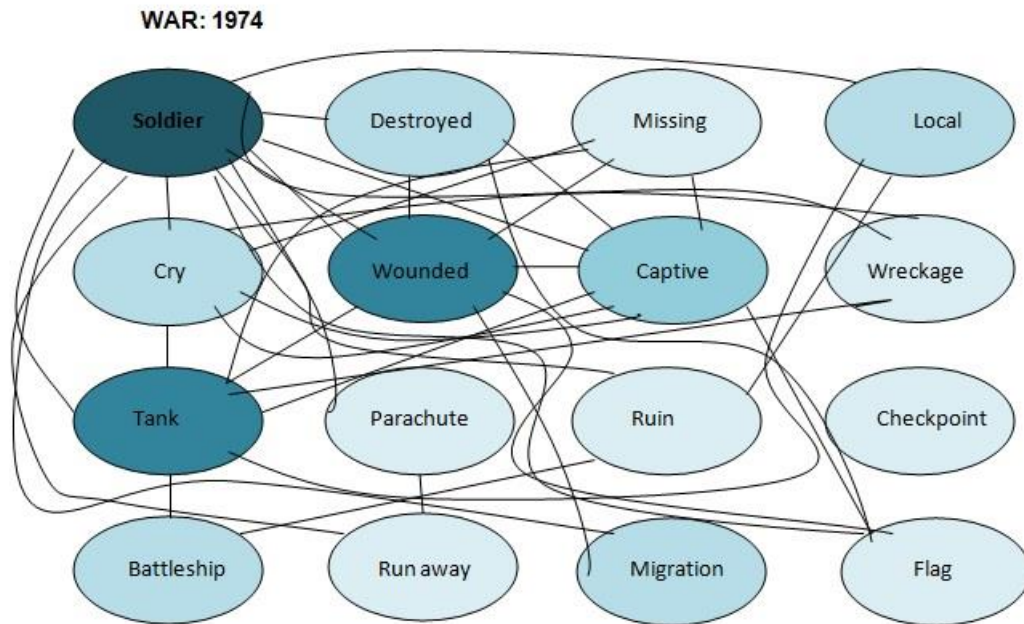 WAR: 1974
Soldier Destroyed Missing Local
Cry Wounded Captive Wreckage
Tank Parachute Ruin Checkpoint
Battleship Run away Migration Flag